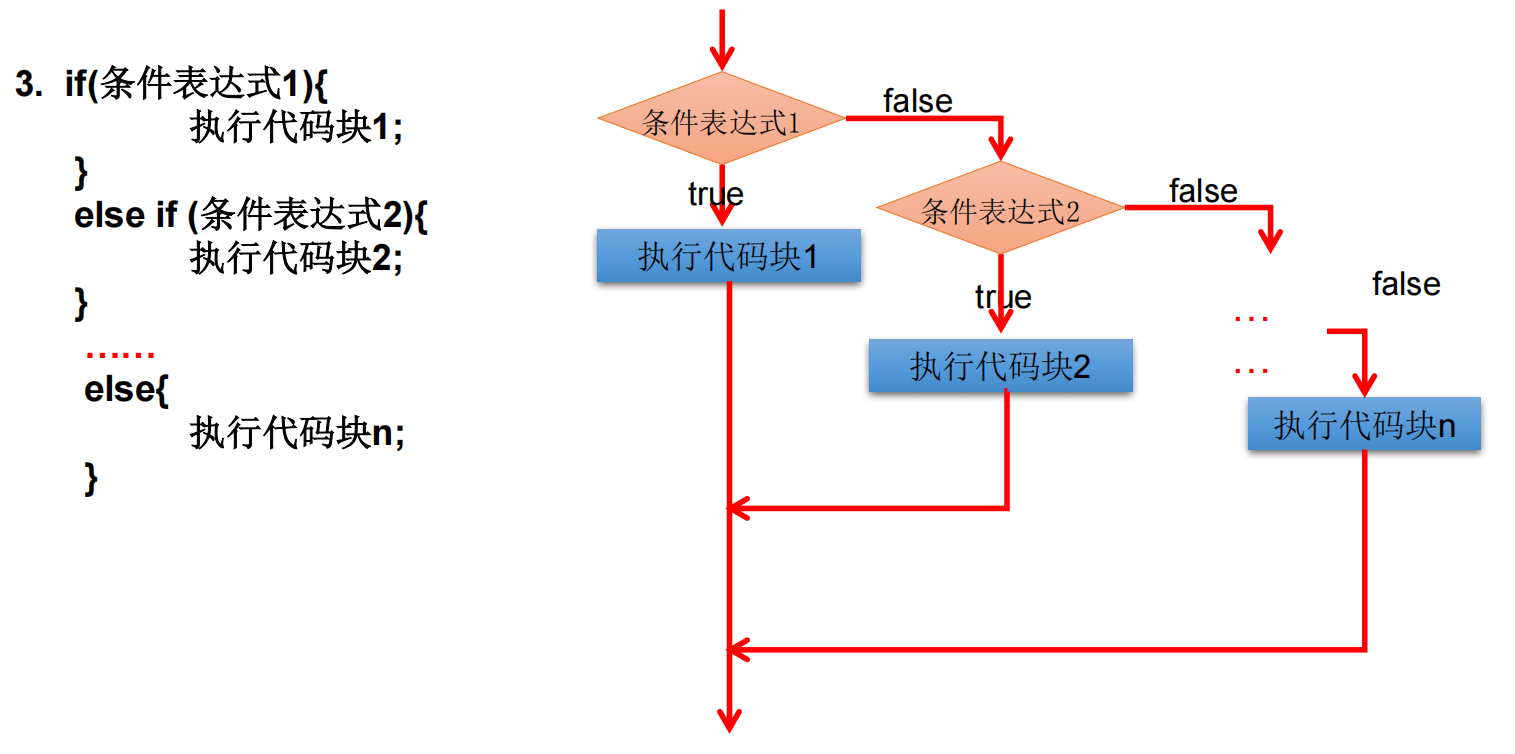 3. if(条件表达式1){
执行代码块1;
}
else if (条件表达式2){
执行代码块2;
}
……
else{
执行代码块n;
}
条件表达式1
false
true
执行代码块1
条件表达式2
false
true
执行代码块2
…
…
false
执行代码块n